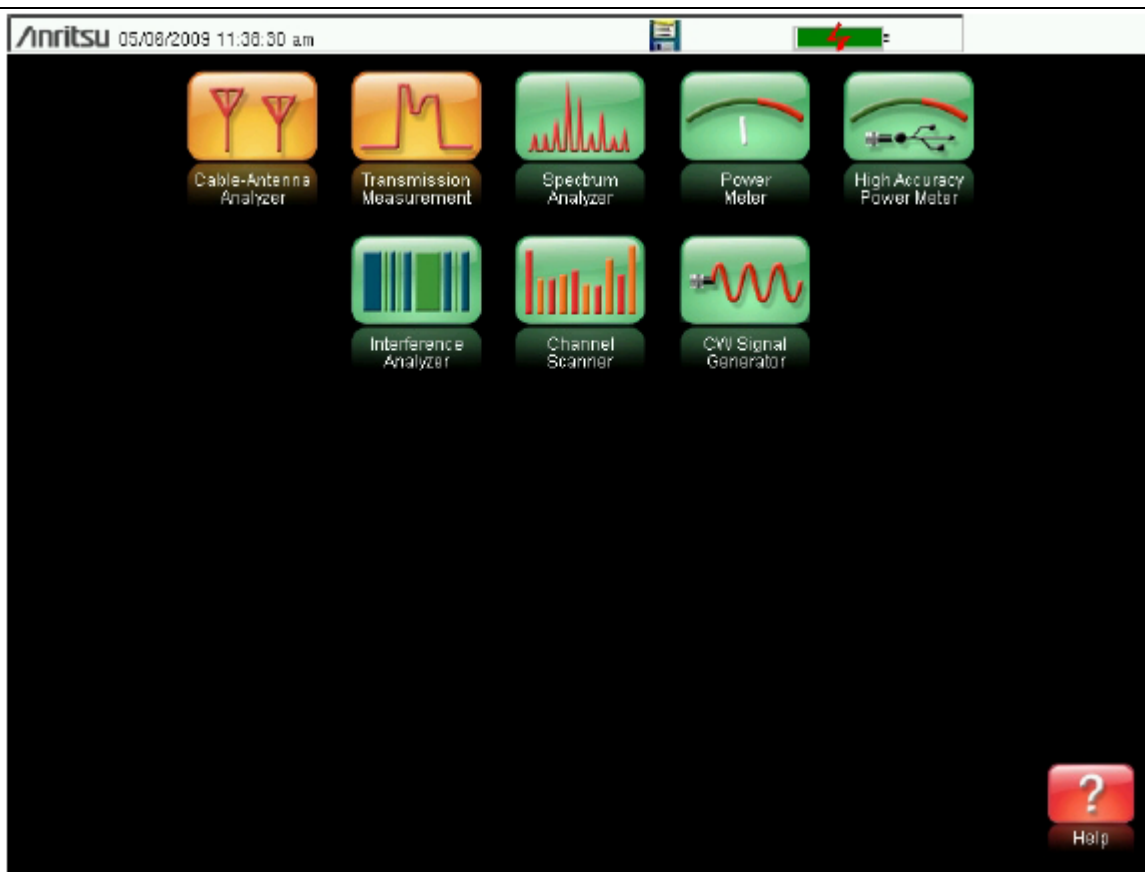 Anritsu 05/06/2009 11:36:30 am
Cable-Antenna
Analyzer
Transmission
Measurement
Spectrum
Analyzer
Power
Meter
High Accuracy
Power Meter
Interference
Analyzer
Channel
Scanner
CW Signal
Generator
?
Help